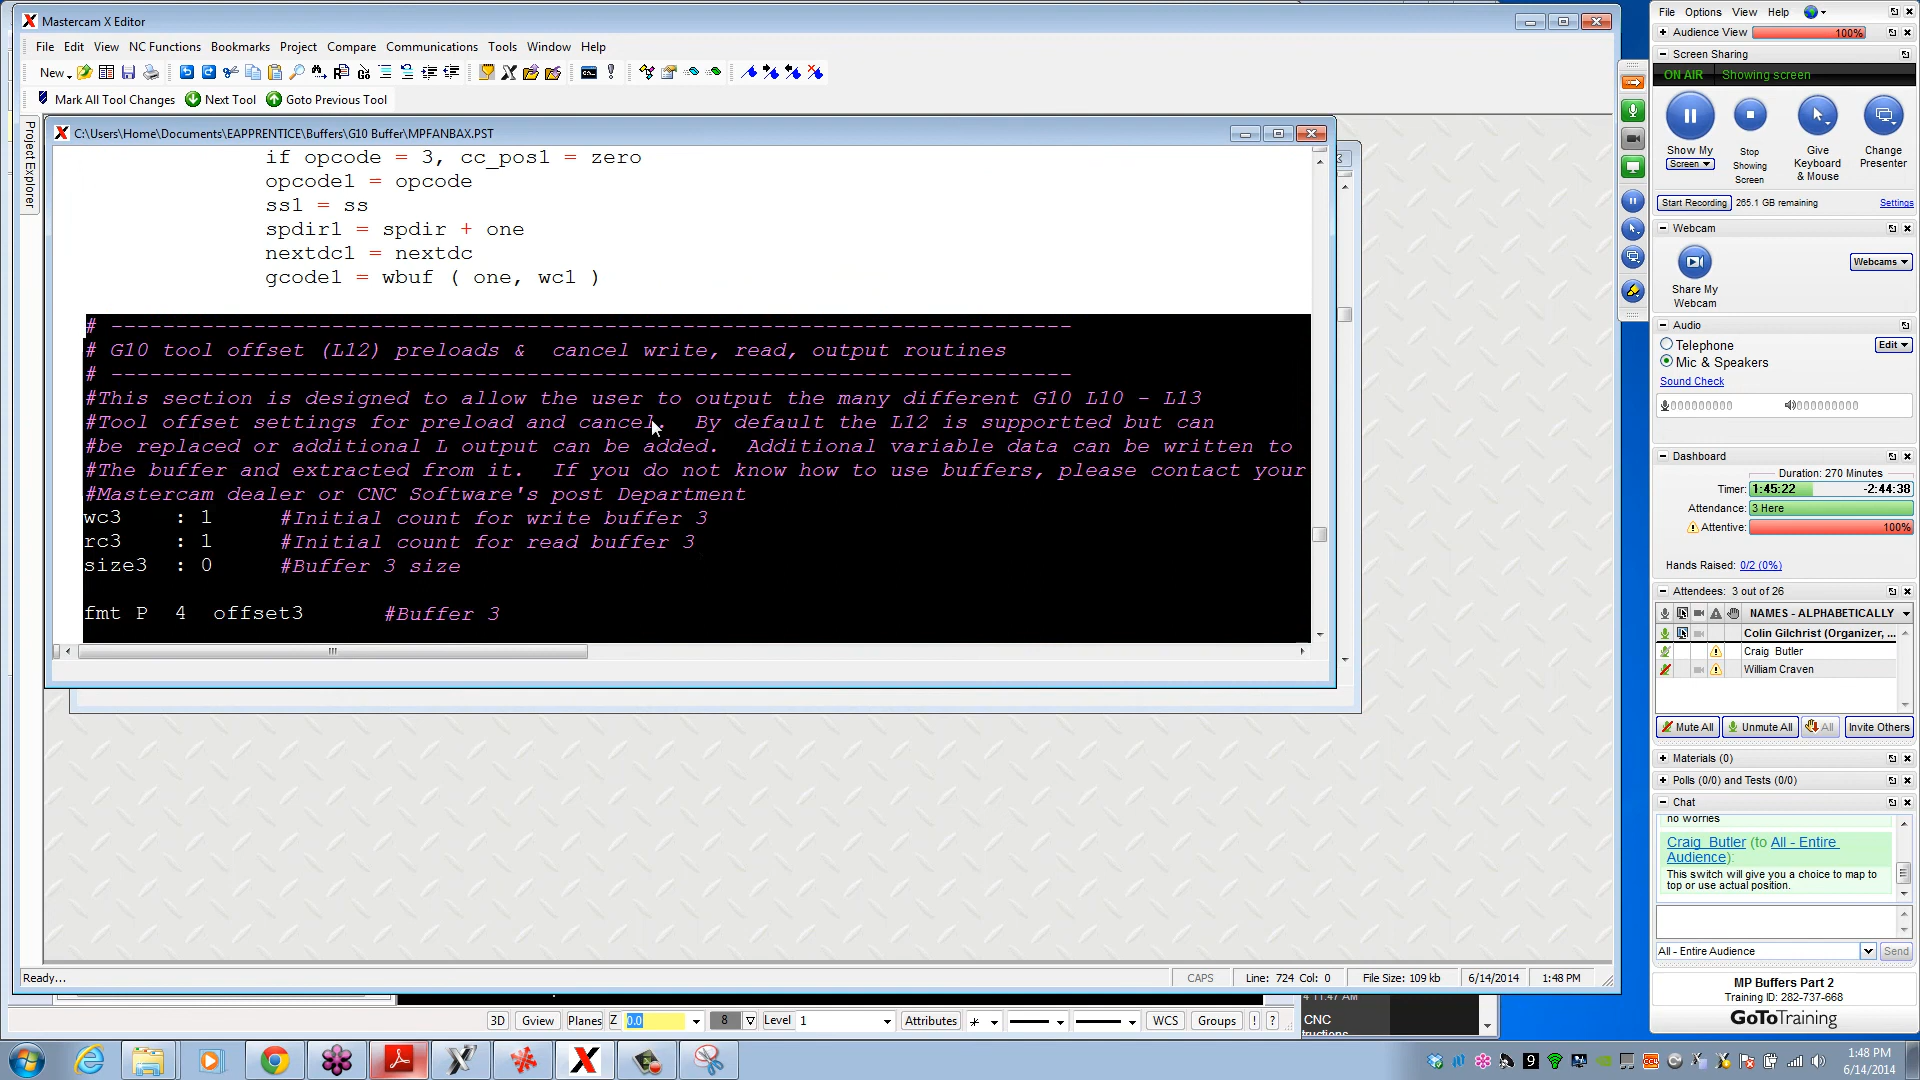 Mastercam X Editor
File Edit View NC Functions Bookmarks Project Compare Communications Tools Window Help
New
Mark All Tool Changes Next Tool Goto Previous Tool
Project Explorer
C:\Users\Home\Documents\EAPPRENTICE\Buffers\G10 Buffer\MPFANBAX.PST
if opcode = 3, cc_pos1 = zero
opcode1 = opcode
ss1 = ss
spdir1 = spdir + one
nextdc1 = nextdc
gcode1 = wbuf ( one, wc1 )
# --------------------------------------------------------------------------
# G10 tool offset (L12) preloads &  cancel write, read, output routines
# --------------------------------------------------------------------------
#This section is designed to allow the user to output the many different G10 L10 - L13
#Tool offset settings for preload and cancel.  By default the L12 is supportted but can
#be replaced or additional L output can be added.  Additional variable data can be written to
#The buffer and extracted from it.  If you do not know how to use buffers, please contact your
#Mastercam dealer or CNC Software's post Department
wc3 : 1 #Initial count for write buffer 3
rc3 : 1 #Initial count for read buffer 3
size3 : 0 #Buffer 3 size
fmt P 4 offset3 #Buffer 3
Ready...
CAPS Line: 724 Col: 0 File Size: 109 kb 6/14/2014 1:48 PM
4 11:47 AM
CNC
tructions
3D Gview Planes Z 0.0 8 Level 1 Attributes WCS Groups ! ?
File Options View Help
Audience View 100%
Screen Sharing
ON AIR Showing screen
Show My
Screen
Stop
Showing
Screen
Give
Keyboard
& Mouse
Change
Presenter
Start Recording 265.1 GB remaining Settings
Webcam
Share My
Webcam
Webcams
Audio
Telephone
Edit
Mic & Speakers
Sound Check
Dashboard
Duration: 270 Minutes
Timer: 1:45:22 -2:44:38
Attendance: 3 Here
Attentive: 100%
Hands Raised: 0/2 (0%)
Attendees: 3 out of 26
NAMES - ALPHABETICALLY
Colin Gilchrist (Organizer, ...
Craig Butler
William Craven
Mute All Unmute All All Invite Others
Materials (0)
Polls (0/0) and Tests (0/0)
Chat
no worries
Craig Butler (to All - Entire
Audience):
This switch will give you a choice to map to
top or use actual position.
All - Entire Audience Send
MP Buffers Part 2
Training ID: 282-737-668
GoToTraining
1:48 PM
6/14/2014